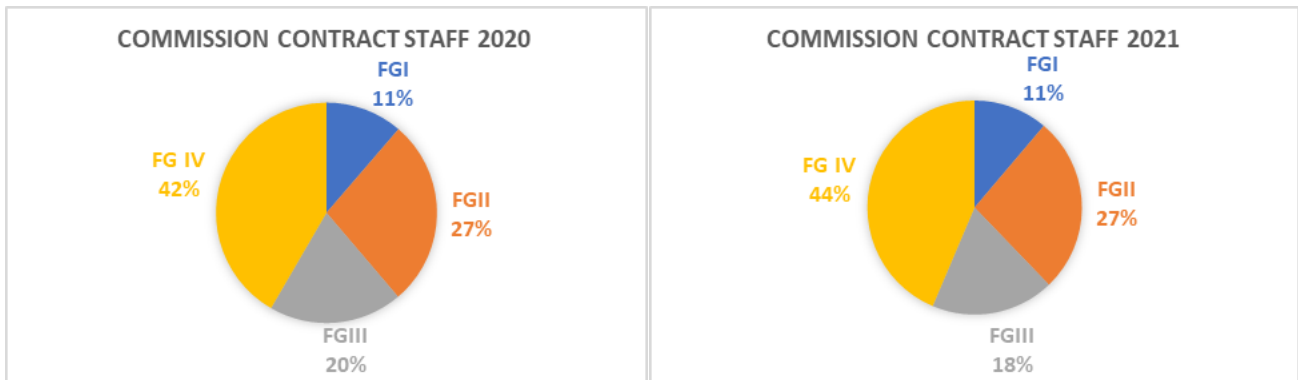 COMMISSION CONTRACT STAFF 2020
FGI
11%
FG IV
42%
FGII
27%
FGIII
20%
COMMISSION CONTRACT STAFF 2021
FGI
11%
FG IV
44%
FGII
27%
FGIII
18%